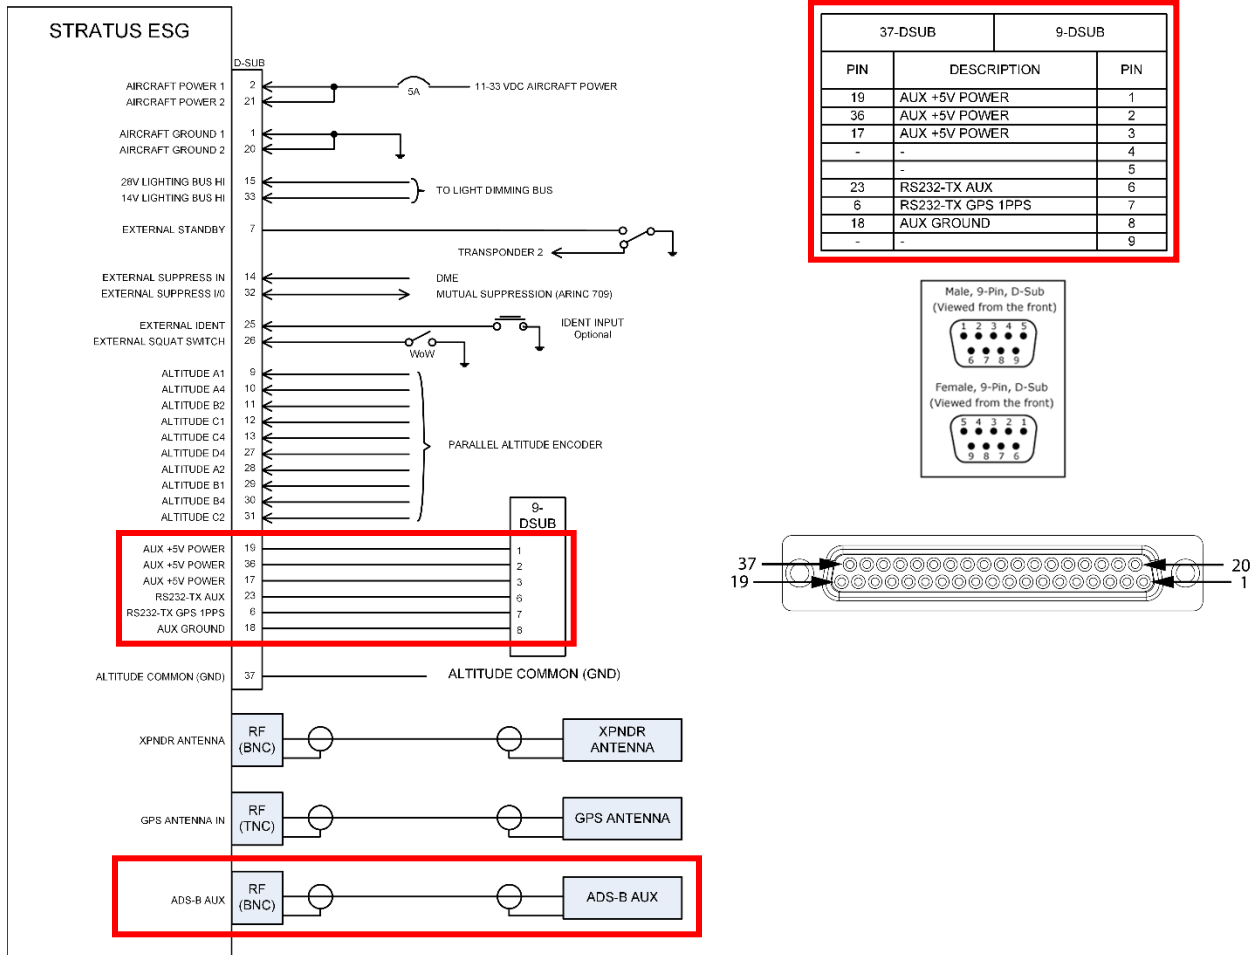 STRATUS ESG
D-SUB
AIRCRAFT POWER 1 2 5A 11-33 VDC AIRCRAFT POWER
AIRCRAFT POWER 2 21
AIRCRAFT GROUND 1 1
AIRCRAFT GROUND 2 20
28V LIGHTING BUS HI 15 TO LIGHT DIMMING BUS
14V LIGHTING BUS HI 33
EXTERNAL STANDBY 7
TRANSPONDER 2
EXTERNAL SUPPRESS IN 14 DME
EXTERNAL SUPPRESS I/0 32 MUTUAL SUPPRESSION (ARINC 709)
EXTERNAL IDENT 25 IDENT INPUT
Optional
EXTERNAL SQUAT SWITCH 26 WoW
ALTITUDE A1 9
ALTITUDE A4 10
ALTITUDE B2 11
ALTITUDE C1 12
ALTITUDE C4 13
PARALLEL ALTITUDE ENCODER
ALTITUDE D4 27
ALTITUDE A2 28
ALTITUDE B1 29
ALTITUDE B4 30
ALTITUDE C2 31
9-
DSUB
AUX +5V POWER 19 1
AUX +5V POWER 36 2
AUX +5V POWER 17 3
RS232-TX AUX 23 6
RS232-TX GPS 1PPS 6 7
AUX GROUND 18 8
ALTITUDE COMMON (GND) 37 ALTITUDE COMMON (GND)
XPNDR ANTENNA RF (BNC) XPNDR ANTENNA
GPS ANTENNA IN RF (TNC) GPS ANTENNA
ADS-B AUX RF (BNC) ADS-B AUX
37-DSUB 9-DSUB
PIN DESCRIPTION PIN
19 AUX +5V POWER 1
36 AUX +5V POWER 2
17 AUX +5V POWER 3
- - 4
- 5
23 RS232-TX AUX 6
6 RS232-TX GPS 1PPS 7
18 AUX GROUND 8
- - 9
Male, 9-Pin, D-Sub
(Viewed from the front)
1 2 3 4 5
6 7 8 9
Female, 9-Pin, D-Sub
(Viewed from the front)
5 4 3 2 1
9 8 7 6
37 20
19 1